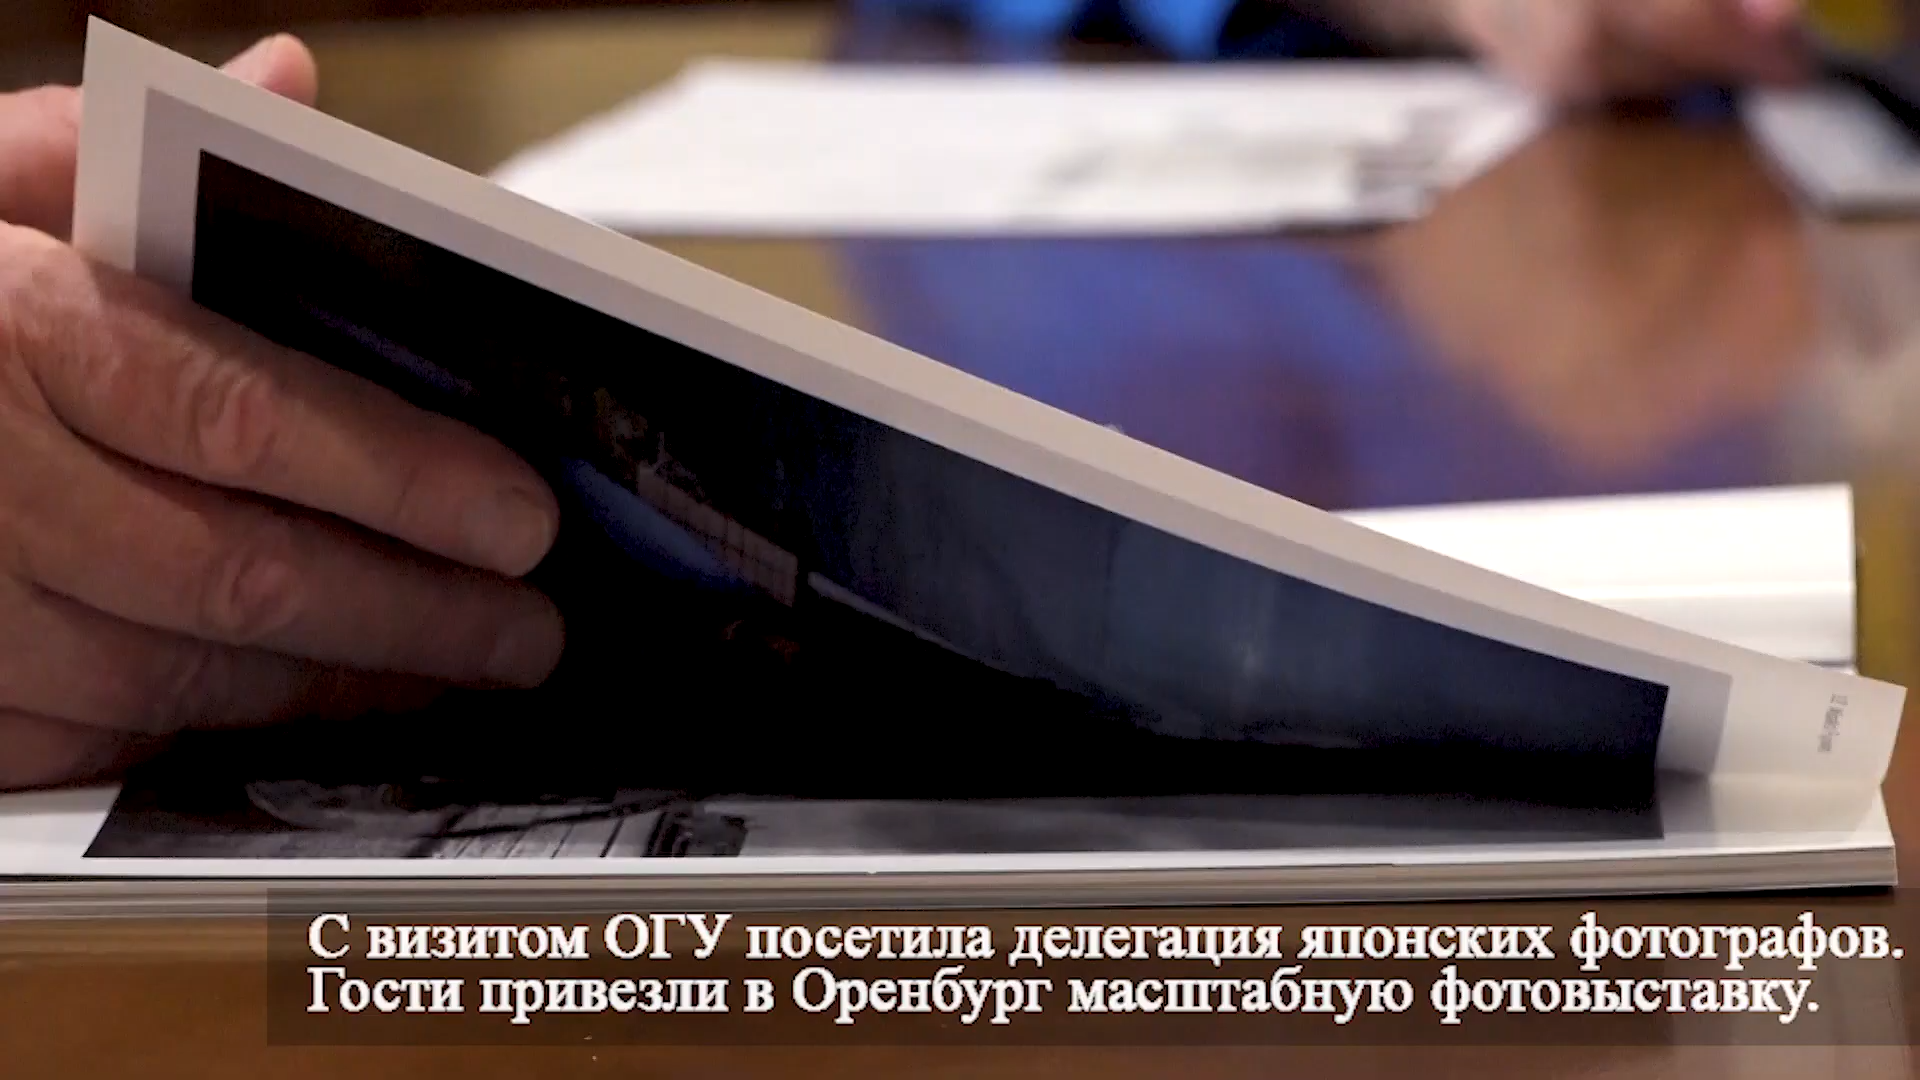 С визитом ОГУ посетила делегация японских фотографов.
Гости привезли в Оренбург масштабную фотовыставку.